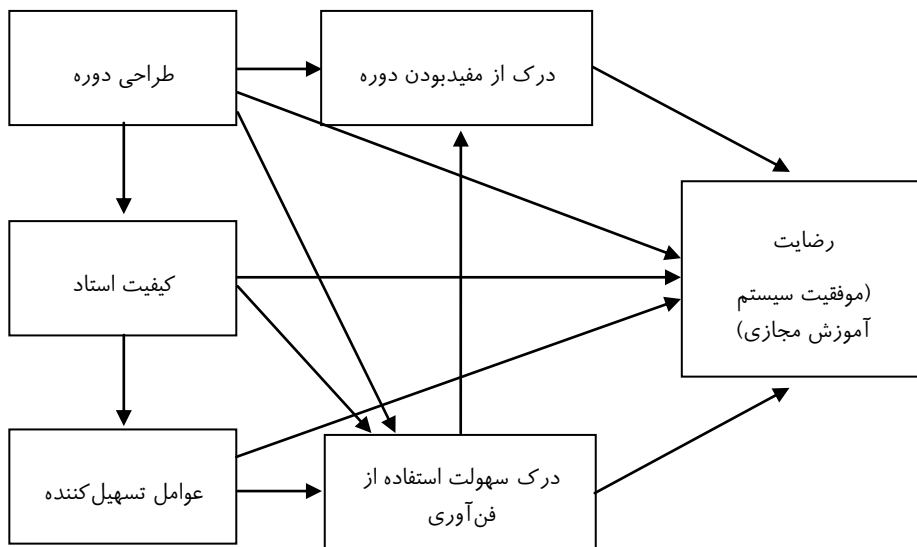 طراحی دوره
درک از مفیدبودن دوره
رضایت
(موفقیت سیستم
آموزش مجازی)
کیفیت استاد
عوامل تسهیل‌کننده
درک سهولت استفاده از
فن‌آوری